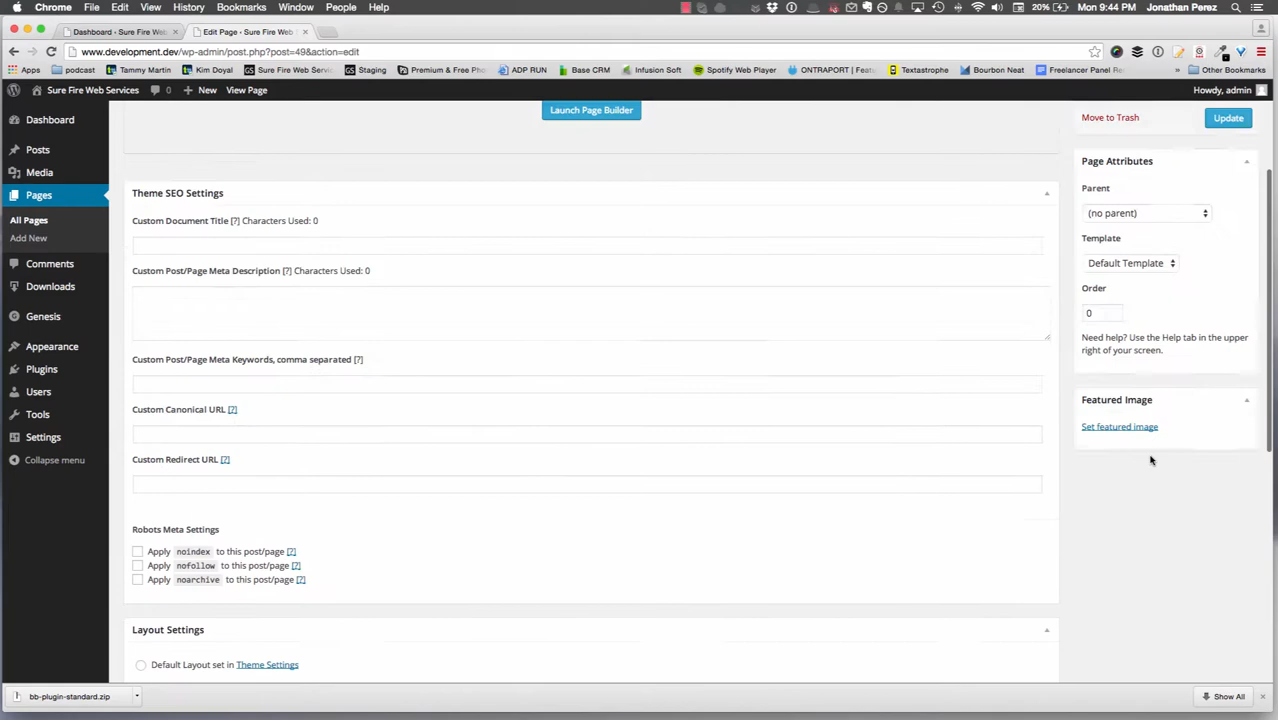 Chrome File Edit View History Bookmarks Window People Help 20% Mon 9:44 PM Jonathan Perez
Dashboard · Sure Fire Web Edit Page · Sure Fire Web S
www.development.dev/wp-admin/post.php?post=49&action=edit
Apps podcast Tammy Martin Kim Doyal Sure Fire Web Servic Staging Premium & Free Pho ADP RUN Base CRM Infusion Soft Spotify Web Player ONTRAPORT | Feat Textastrophe Bourbon Neat Freelancer Panel Re » Other Bookmarks
Sure Fire Web Services 0 New View Page Howdy, admin
Dashboard
Posts
Media
Pages
All Pages
Add New
Comments
Downloads
Genesis
Appearance
Plugins
Users
Tools
Settings
Collapse menu
Launch Page Builder
Theme SEO Settings
Custom Document Title [?] Characters Used: 0
Custom Post/Page Meta Description [?] Characters Used: 0
Custom Post/Page Meta Keywords, comma separated [?]
Custom Canonical URL [?]
Custom Redirect URL [?]
Robots Meta Settings
Apply noindex to this post/page [?]
Apply nofollow to this post/page [?]
Apply noarchive to this post/page [?]
Layout Settings
Default Layout set in Theme Settings
Move to Trash Update
Page Attributes
Parent
(no parent)
Template
Default Template
Order
0
Need help? Use the Help tab in the upper
right of your screen.
Featured Image
Set featured image
bb-plugin-standard.zip Show All